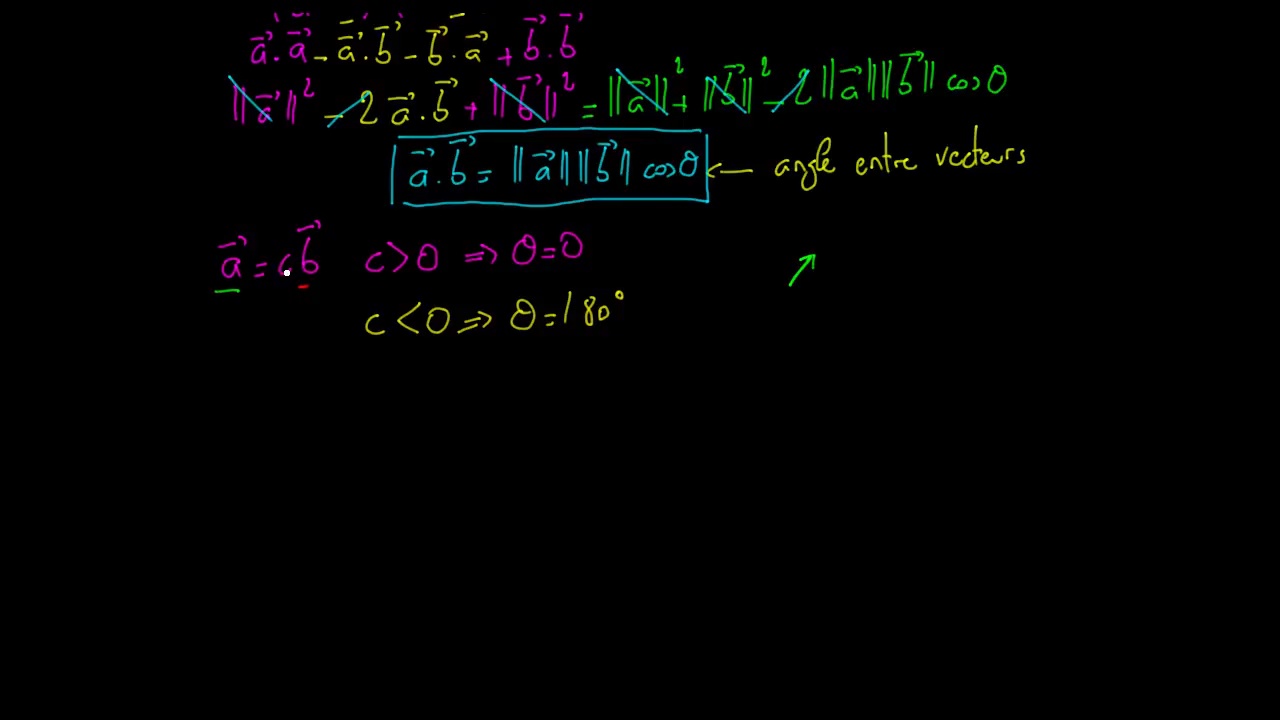 a⃗.a⃗ - a⃗.b⃗ - b⃗.a⃗ + b⃗.b⃗
||a⃗||² - 2 a⃗.b⃗ + ||b⃗||² = ||a⃗||² + ||b⃗||² - 2 ||a⃗|| ||b⃗|| cos θ
a⃗.b⃗ = ||a⃗|| ||b⃗|| cos θ ← angle entre vecteurs
a⃗ = c b⃗ c > 0 ⇒ θ = 0
c < 0 ⇒ θ = 180°